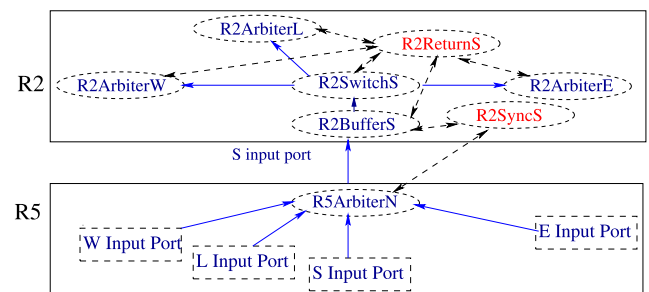 R2ArbiterL
R2ReturnS
R2
R2ArbiterW
R2SwitchS
R2ArbiterE
R2BufferS
R2SyncS
S input port
R5
R5ArbiterN
W Input Port
L Input Port
S Input Port
E Input Port